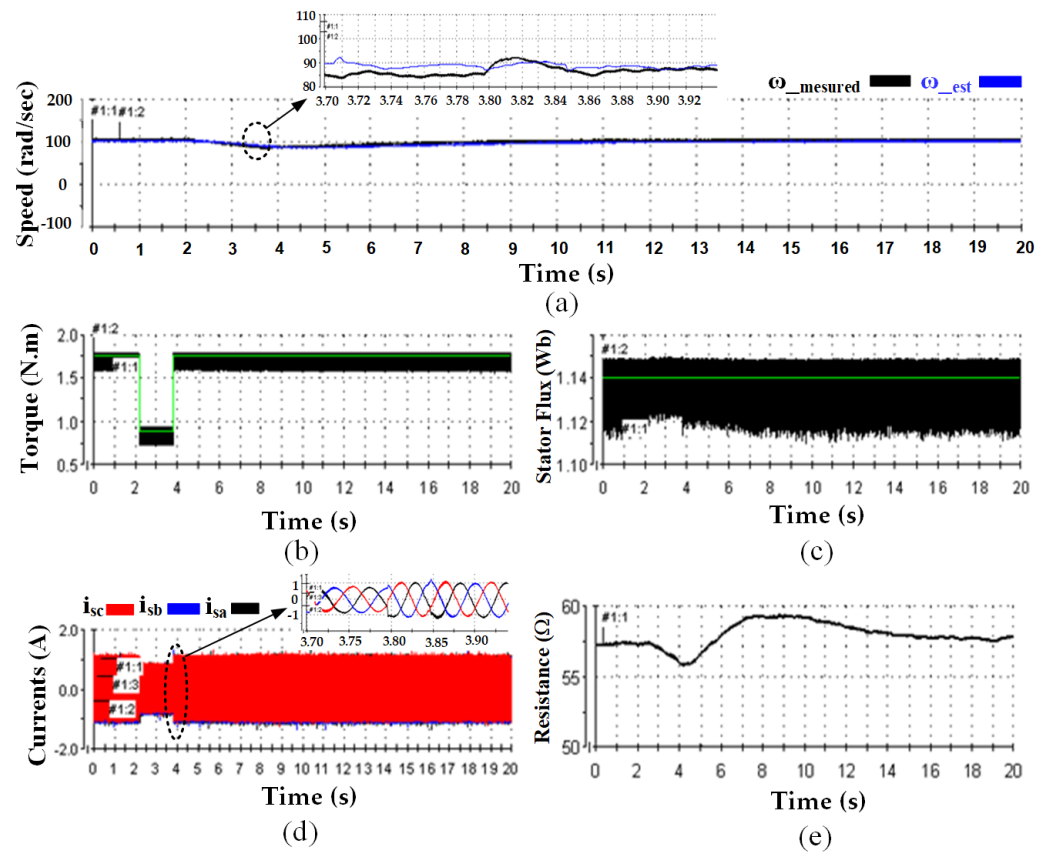 110
#1:1
#1:2
100
90
80
3.70 3.72 3.74 3.76 3.78 3.80 3.82 3.84 3.86 3.88 3.90 3.92
ω_mesured ω_est
Speed (rad/sec)
200
100
0
-100
#1:1 #1:2
0 1 2 3 4 5 6 7 8 9 10 11 12 13 14 15 16 17 18 19 20
Time (s)
(a)
Torque (N.m)
2.0
1.5
1.0
0.5
#1:2
#1:1
0 2 4 6 8 10 12 14 16 18 20
Time (s)
(b)
Stator Flux (Wb)
1.14
1.12
1.10
#1:2
#1:1
0 2 4 6 8 10 12 14 16 18 20
Time (s)
(c)
isc isb isa
1
0
-1
3.70 3.75 3.80 3.85 3.90
Currents (A)
2.0
0.0
-2.0
#1:1
#1:3
#1:2
0 1 2 3 4 5 6 7 8 9 10 11 12 13 14 15 16 17 18 19 20
Time (s)
(d)
Resistance (Ω)
60
55
50
#1:1
0 2 4 6 8 10 12 14 16 18 20
Time (s)
(e)